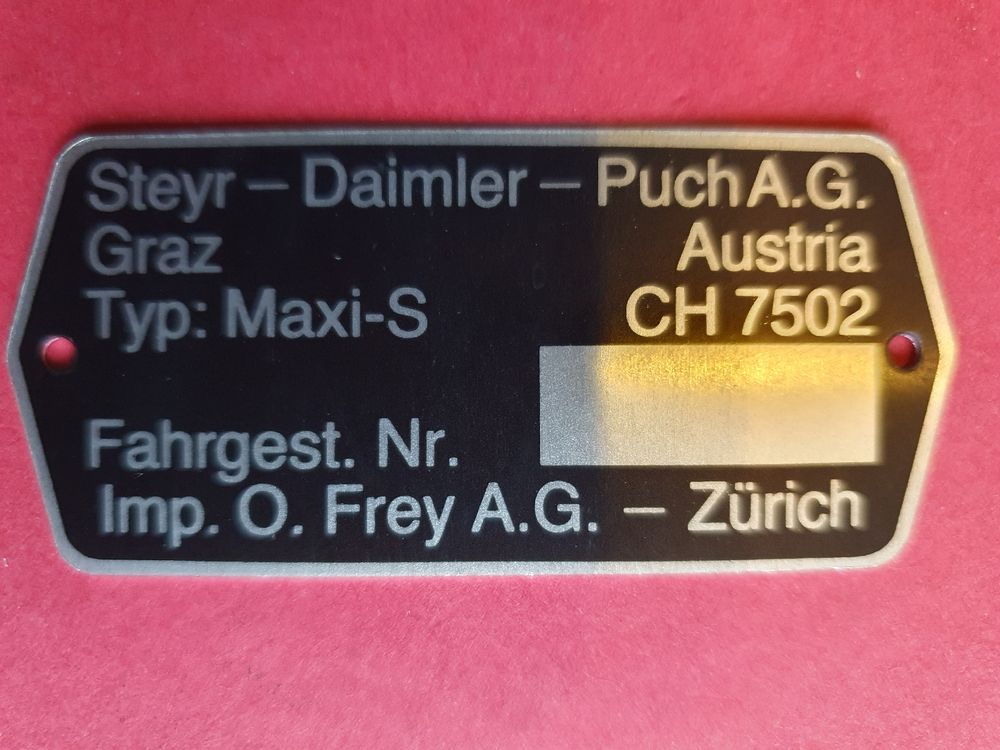 Steyr – Daimler – Puch A.G.
Graz Austria
Typ: Maxi-S CH 7502
Fahrgest. Nr.
Imp. O. Frey A.G. – Zürich